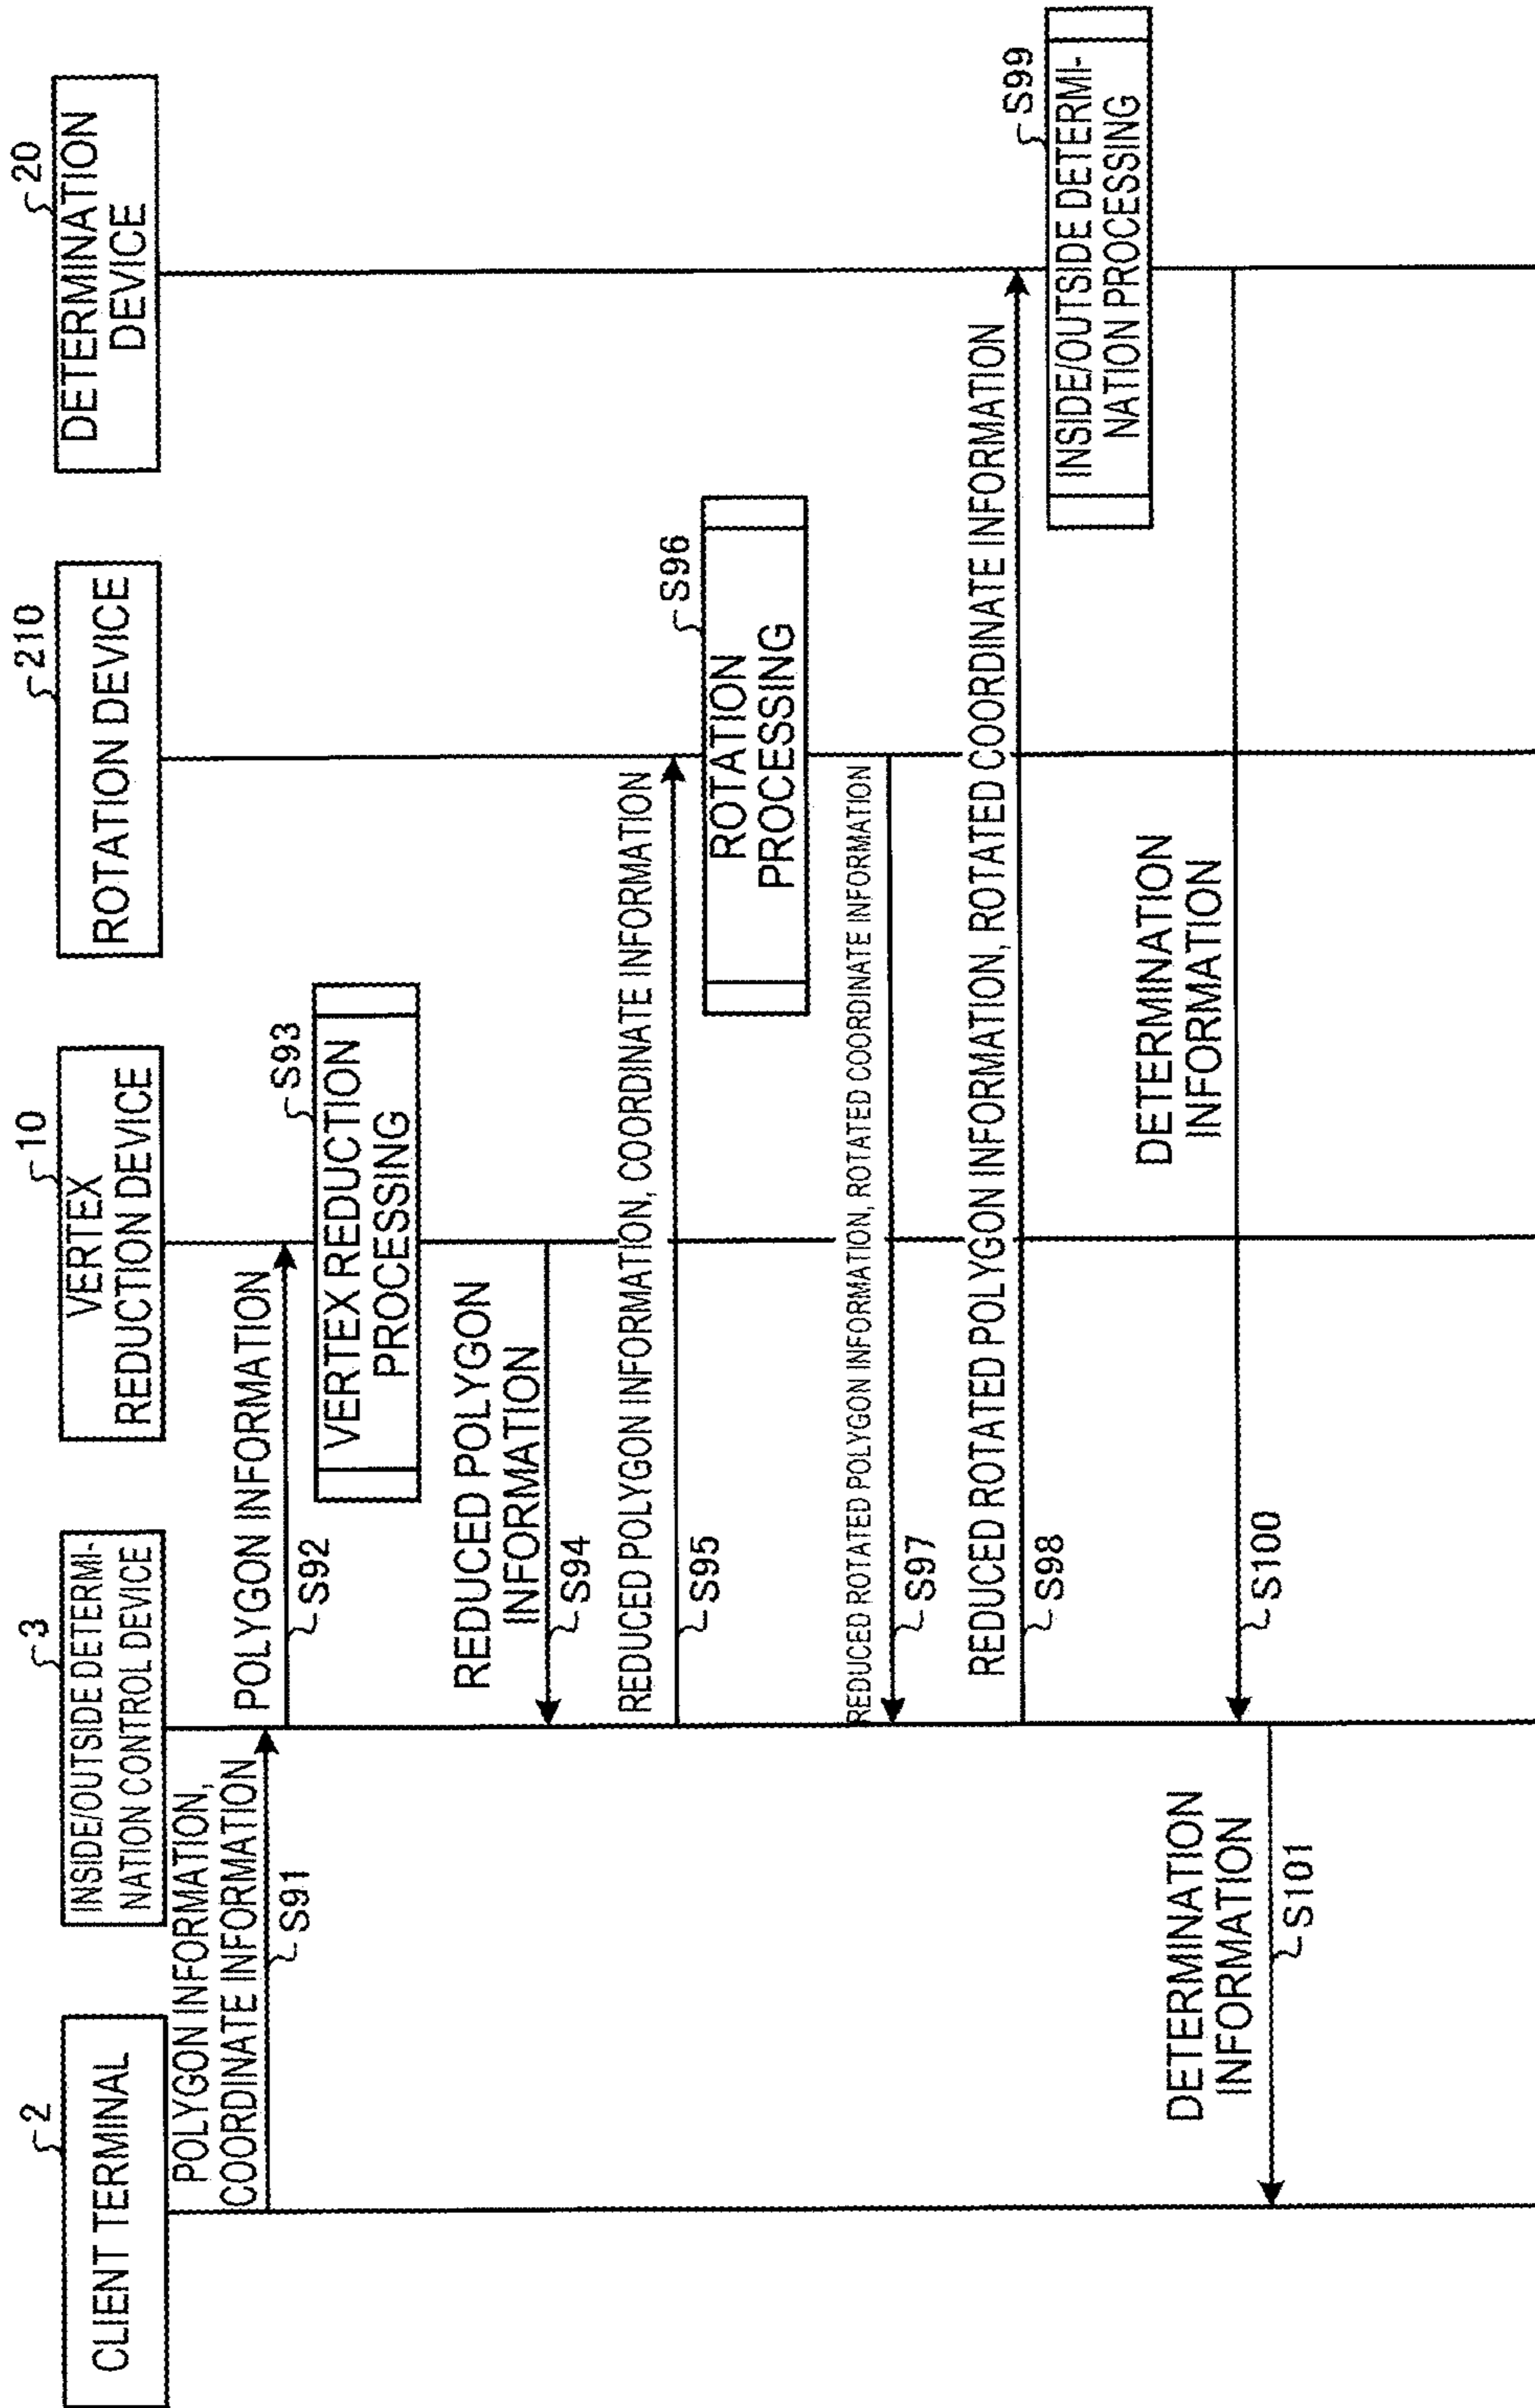 2
CLIENT TERMINAL
3
INSIDE/OUTSIDE DETERMI-
NATION CONTROL DEVICE
10
VERTEX
REDUCTION DEVICE
210
ROTATION DEVICE
20
DETERMINATION
DEVICE
POLYGON INFORMATION,
COORDINATE INFORMATION
S91
POLYGON INFORMATION
S92
S93
VERTEX REDUCTION
PROCESSING
REDUCED POLYGON
INFORMATION
S94
REDUCED POLYGON INFORMATION, COORDINATE INFORMATION
S95
S96
ROTATION
PROCESSING
REDUCED ROTATED POLYGON INFORMATION, ROTATED COORDINATE INFORMATION
S97
REDUCED ROTATED POLYGON INFORMATION, ROTATED COORDINATE INFORMATION
S98
S99
INSIDE/OUTSIDE DETERMI-
NATION PROCESSING
DETERMINATION
INFORMATION
S100
DETERMINATION
INFORMATION
S101